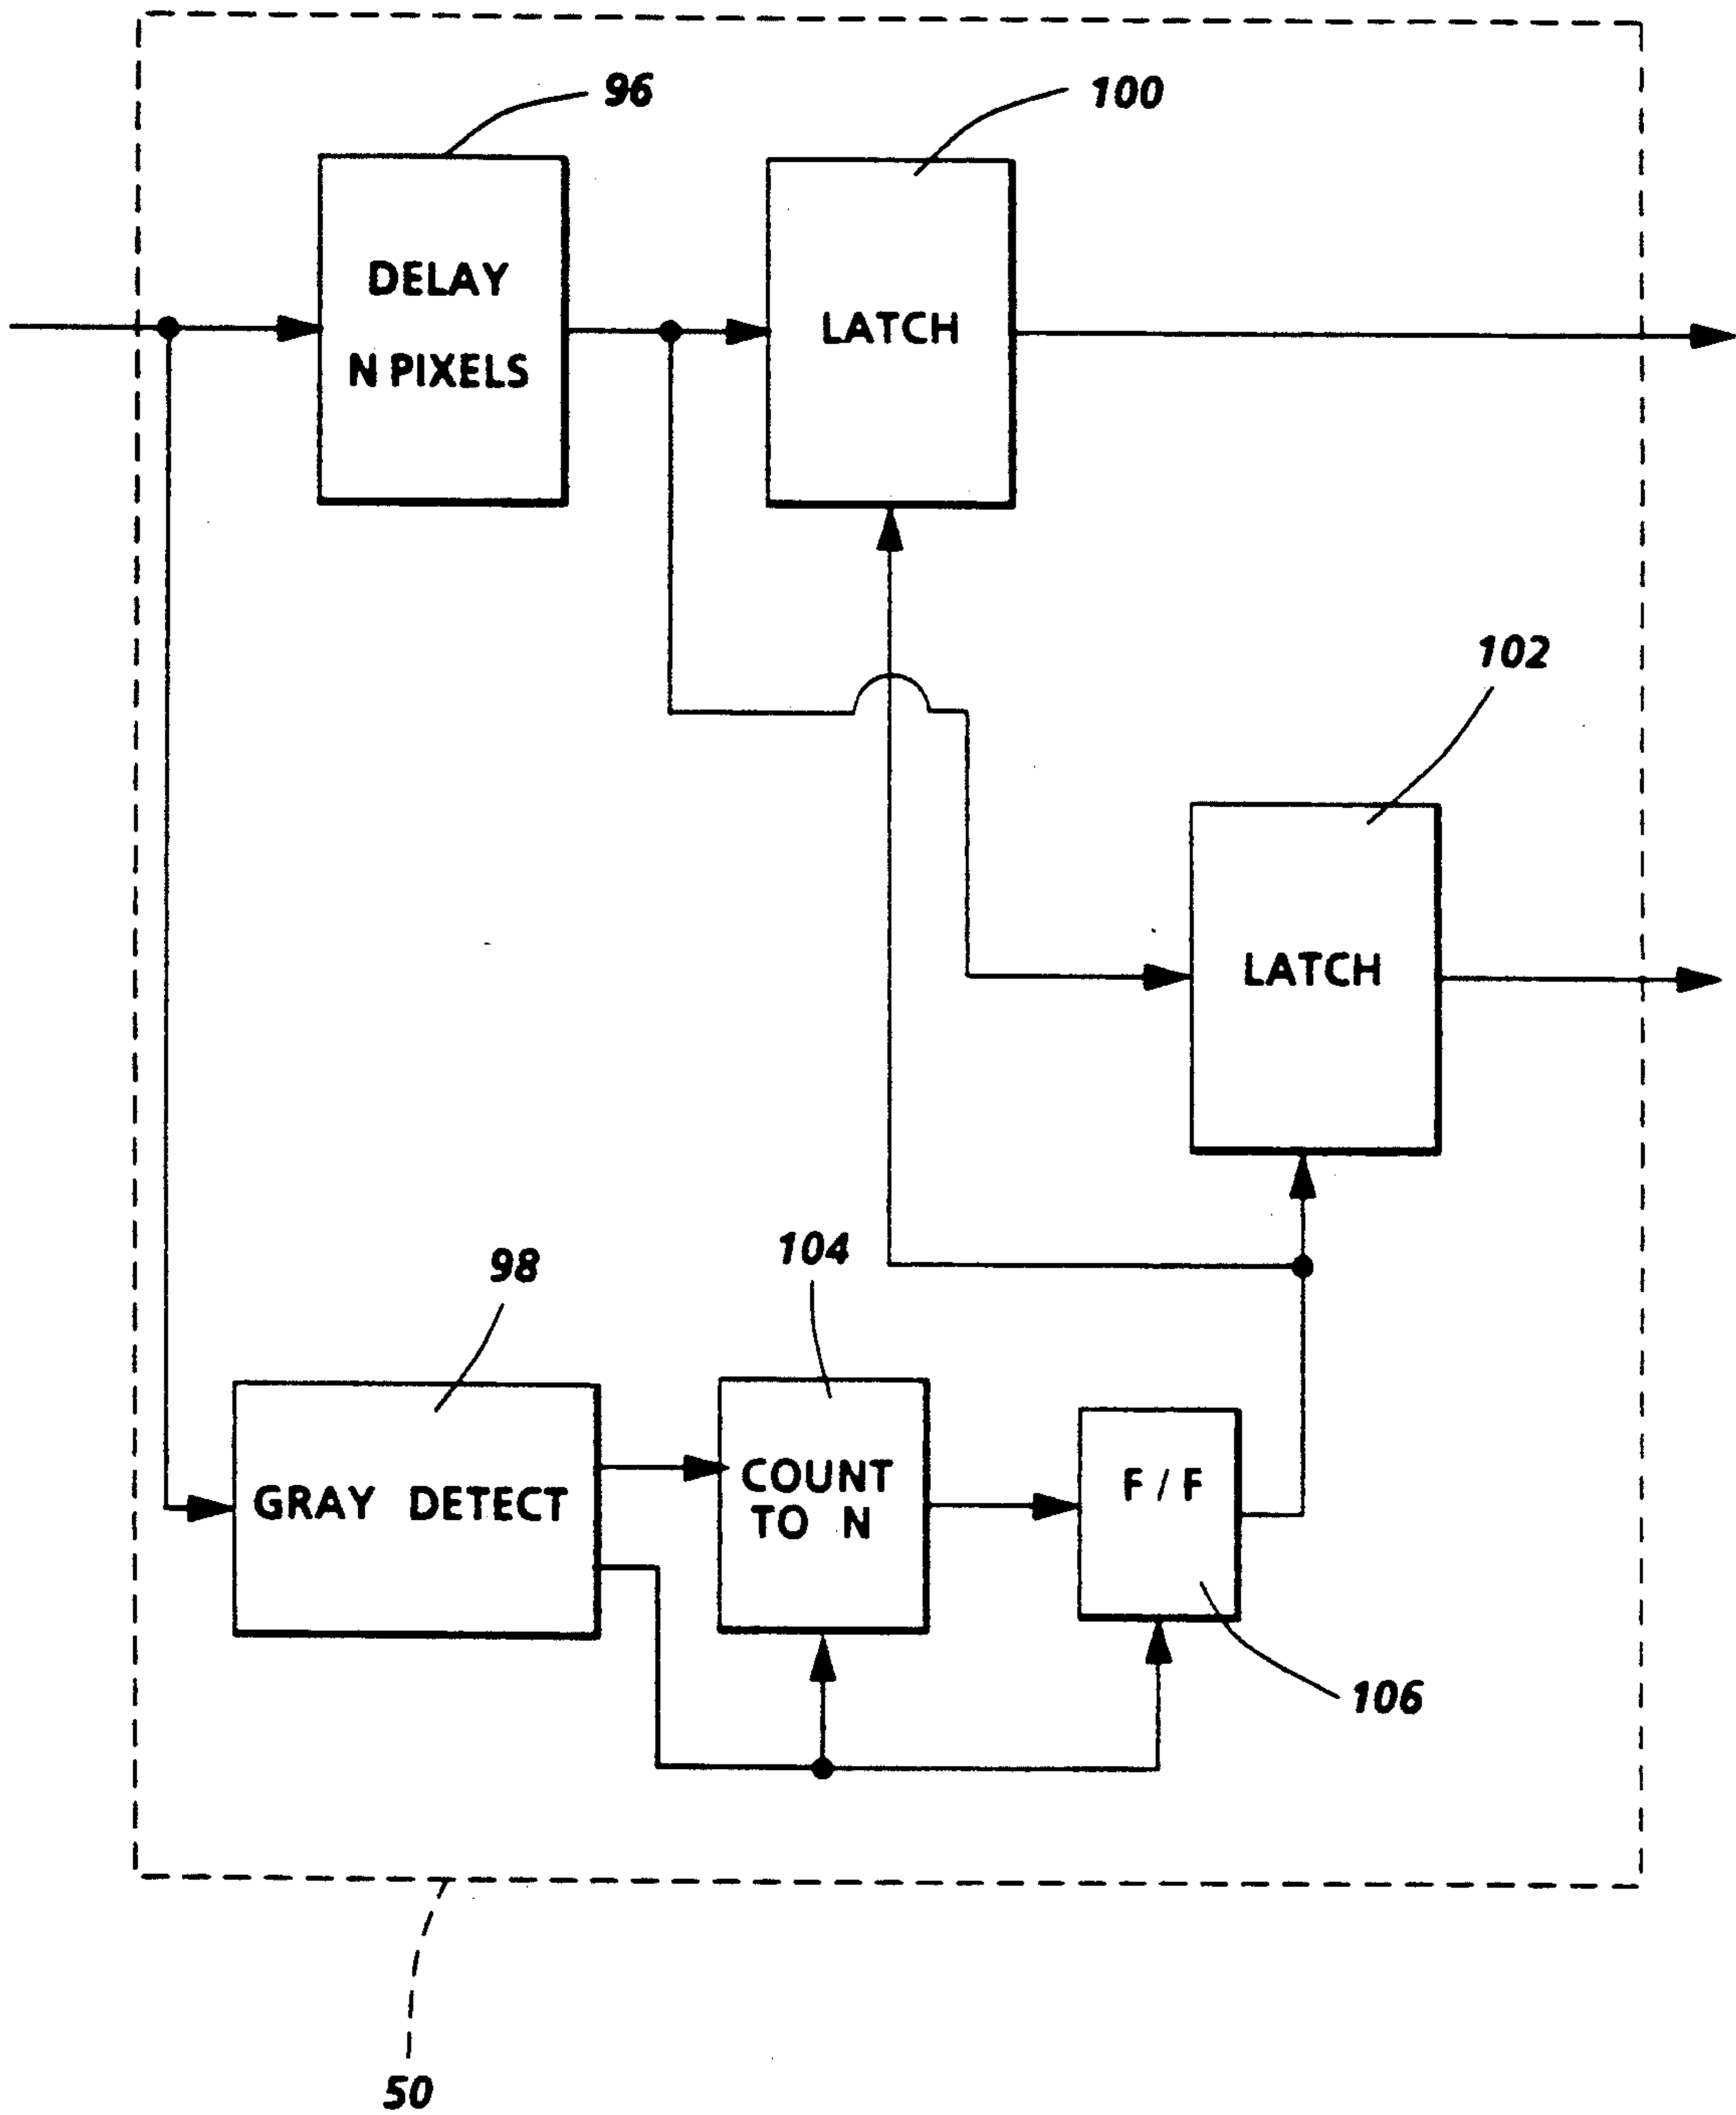 96
100
DELAY
N PIXELS
LATCH
102
LATCH
104
98
COUNT
TO N
F / F
GRAY DETECT
106
50